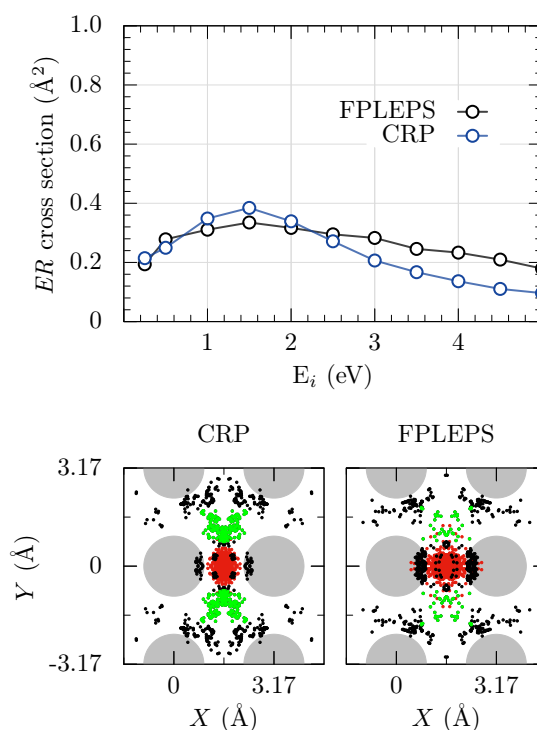 1.0
0.8
0.6
0.4
0.2
0
ER cross section (Å²)
FPLEPS
CRP
1 2 3 4
E_i (eV)
CRP FPLEPS
3.17
0
-3.17
Y (Å)
0 3.17 0 3.17
X (Å) X (Å)